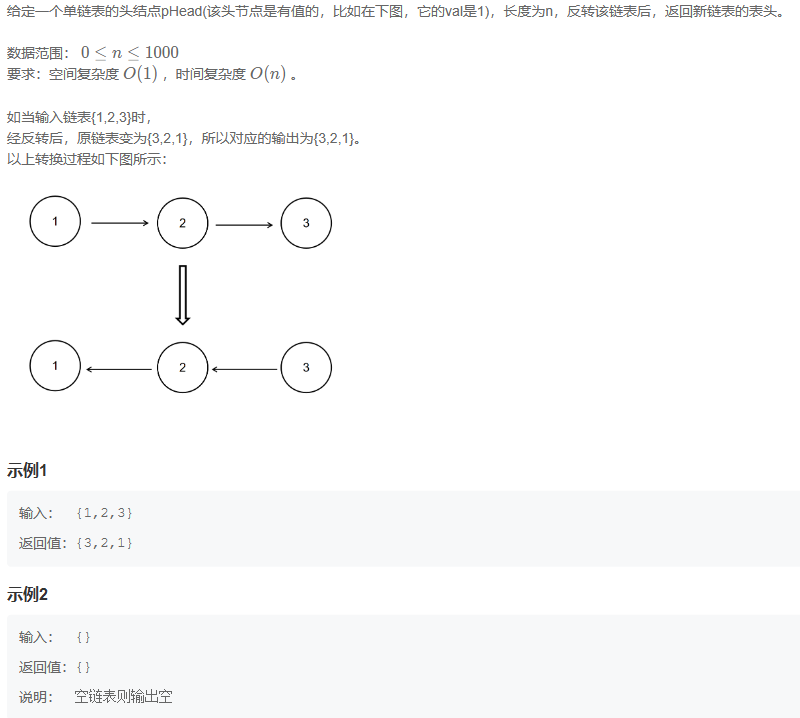 给定一个单链表的头结点pHead(该头节点是有值的，比如在下图，它的val是1)，长度为n，反转该链表后，返回新链表的表头。
数据范围： 0 ≤ n ≤ 1000
要求：空间复杂度 O(1) ，时间复杂度 O(n) 。
如当输入链表{1,2,3}时，
经反转后，原链表变为{3,2,1}，所以对应的输出为{3,2,1}。
以上转换过程如下图所示：
1 2 3
1 2 3
示例1
输入： {1,2,3}
返回值：{3,2,1}
示例2
输入： {}
返回值：{}
说明： 空链表则输出空